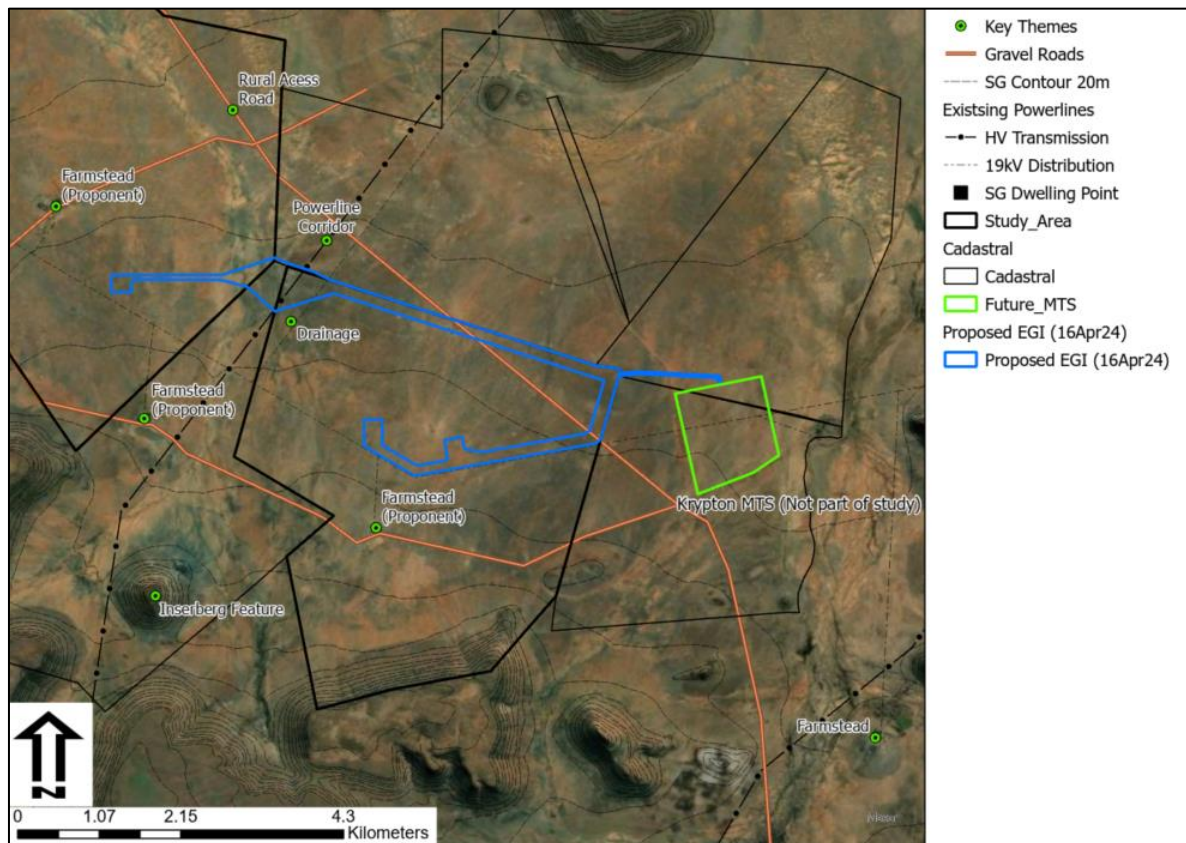 Rural Acess
Road
Farmstead
(Proponent)
Powerline
Corridor
Drainage
Farmstead
(Proponent)
Farmstead
(Proponent)
Krypton MTS (Not part of study)
Inserberg Feature
Farmstead
N
0 1.07 2.15 4.3
Kilometers
Maxar
Key Themes
Gravel Roads
SG Contour 20m
Existsing Powerlines
HV Transmission
19kV Distribution
SG Dwelling Point
Study_Area
Cadastral
Cadastral
Future_MTS
Proposed EGI (16Apr24)
Proposed EGI (16Apr24)